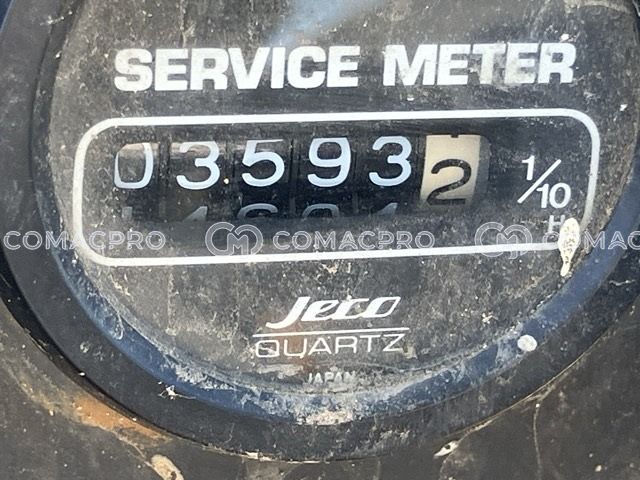 SERVICE METER
035932 1/10
H
COMACPRO COMACPRO COMACPRO
Jeco
QUARTZ
JAPAN